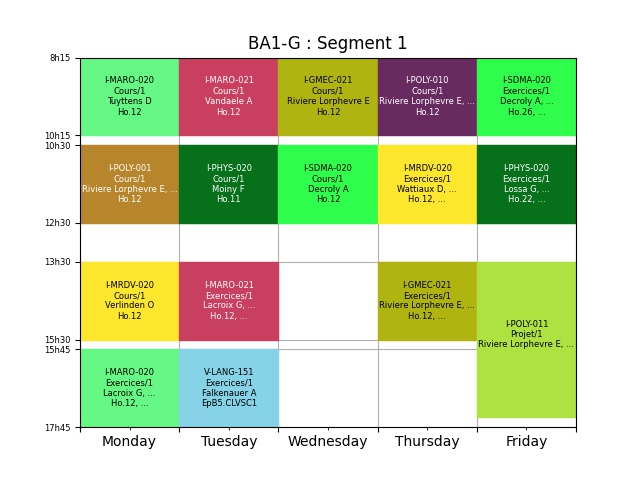 BA1-G : Segment 1
8h15
I-MARO-020
Cours/1
Tuyttens D
Ho.12
I-MARO-021
Cours/1
Vandaele A
Ho.12
I-GMEC-021
Cours/1
Riviere Lorphevre E
Ho.12
I-POLY-010
Cours/1
Riviere Lorphevre E, ...
Ho.12
I-SDMA-020
Exercices/1
Decroly A, ...
Ho.26, ...
10h15
10h30
I-POLY-001
Cours/1
Riviere Lorphevre E, ...
Ho.12
I-PHYS-020
Cours/1
Moiny F
Ho.11
I-SDMA-020
Cours/1
Decroly A
Ho.12
I-MRDV-020
Exercices/1
Wattiaux D, ...
Ho.12, ...
I-PHYS-020
Exercices/1
Lossa G, ...
Ho.22, ...
12h30
13h30
I-MRDV-020
Cours/1
Verlinden O
Ho.12
I-MARO-021
Exercices/1
Lacroix G, ...
Ho.12, ...
I-GMEC-021
Exercices/1
Riviere Lorphevre E, ...
Ho.12, ...
I-POLY-011
Projet/1
Riviere Lorphevre E, ...
15h30
15h45
I-MARO-020
Exercices/1
Lacroix G, ...
Ho.12, ...
V-LANG-151
Exercices/1
Falkenauer A
EpB5.CLVSC1
17h45
Monday
Tuesday
Wednesday
Thursday
Friday